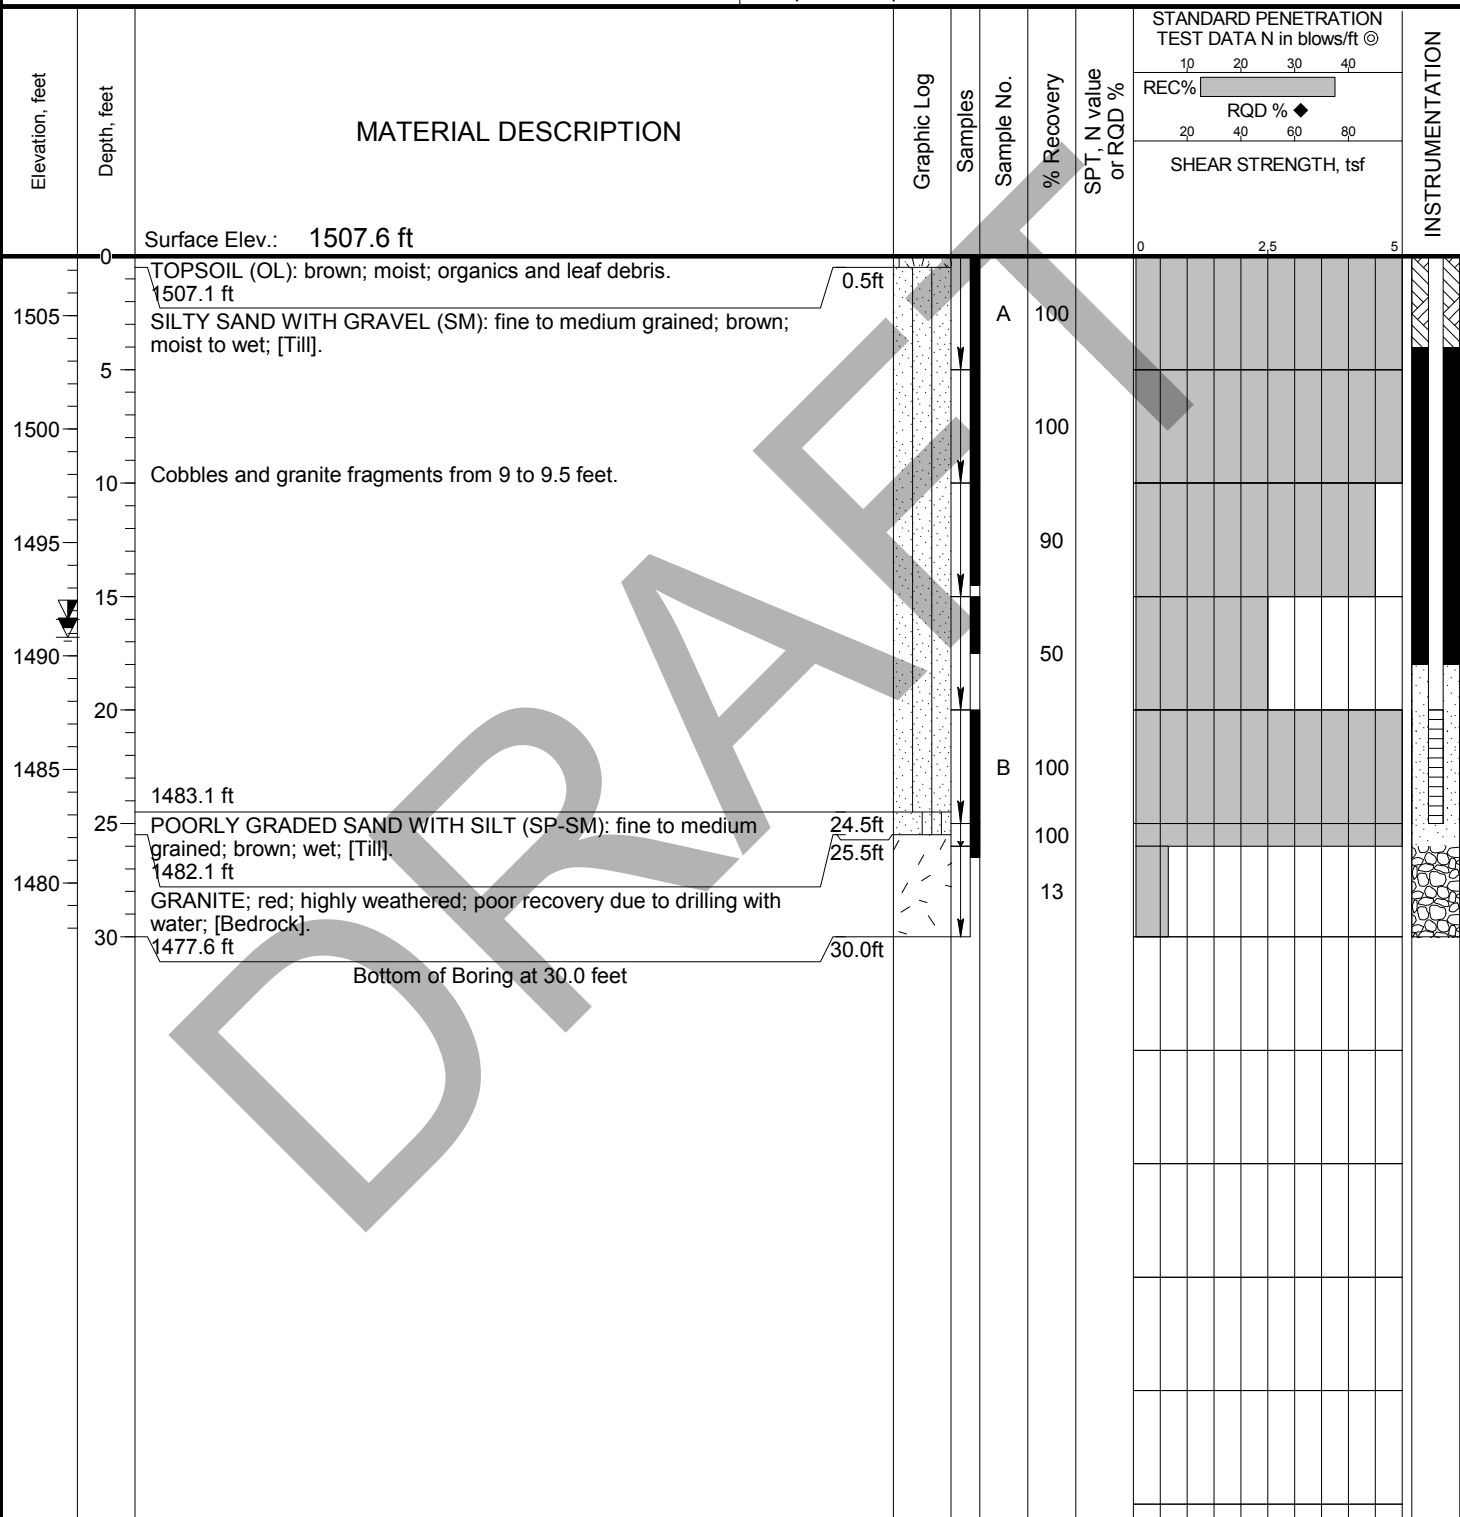 STANDARD PENETRATION
TEST DATA N in blows/ft ◎
10 20 30 40
REC%
RQD % ◆
20 40 60 80
SHEAR STRENGTH, tsf
0 2.5 5
Elevation, feet
Depth, feet
MATERIAL DESCRIPTION
Graphic Log
Samples
Sample No.
% Recovery
SPT, N value
or RQD %
INSTRUMENTATION
Surface Elev.: 1507.6 ft
0
TOPSOIL (OL): brown; moist; organics and leaf debris.
1507.1 ft
0.5ft
1505
SILTY SAND WITH GRAVEL (SM): fine to medium grained; brown;
moist to wet; [Till].
A 100
5
1500
100
Cobbles and granite fragments from 9 to 9.5 feet.
10
1495
90
15
1490
50
20
1485
B 100
1483.1 ft
24.5ft
25
POORLY GRADED SAND WITH SILT (SP-SM): fine to medium
grained; brown; wet; [Till].
100
1482.1 ft
25.5ft
1480
GRANITE; red; highly weathered; poor recovery due to drilling with
water; [Bedrock].
13
30
1477.6 ft
30.0ft
Bottom of Boring at 30.0 feet
DRAFT